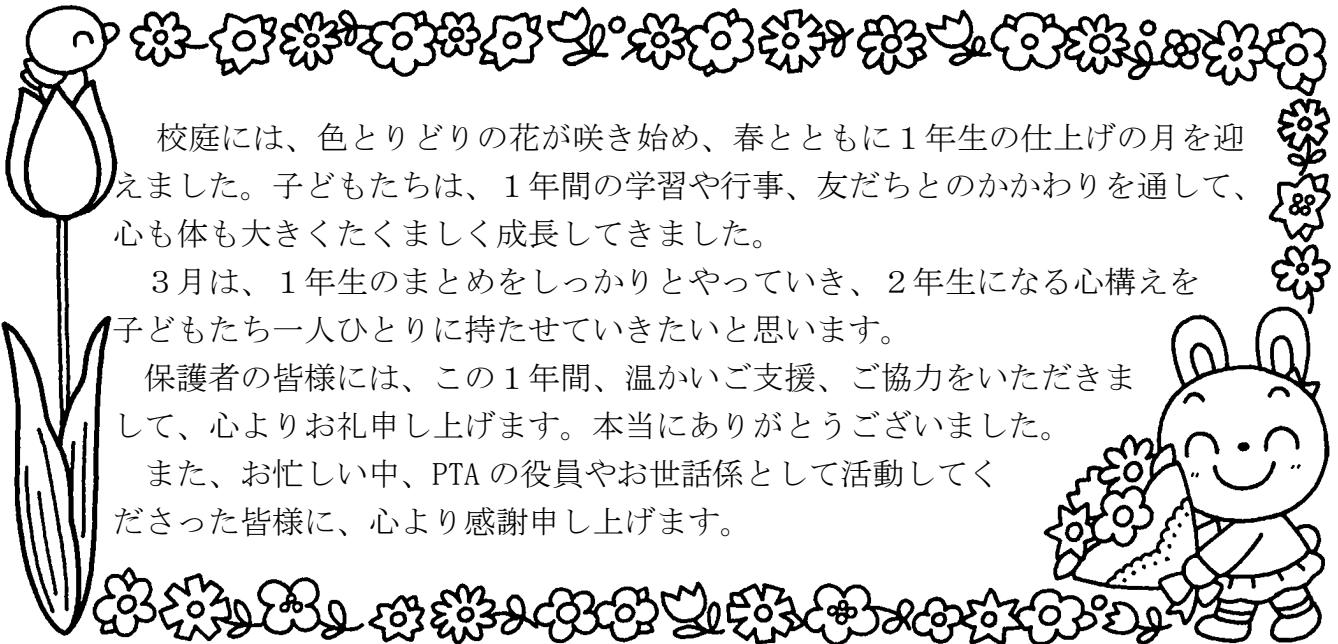 校庭には、色とりどりの花が咲き始め、春とともに１年生の仕上げの月を迎
えました。子どもたちは、１年間の学習や行事、友だちとのかかわりを通して、
心も体も大きくたくましく成長してきました。
３月は、１年生のまとめをしっかりとやっていき、２年生になる心構えを
子どもたち一人ひとりに持たせていきたいと思います。
保護者の皆様には、この１年間、温かいご支援、ご協力をいただきま
して、心よりお礼申し上げます。本当にありがとうございました。
また、お忙しい中、PTA の役員やお世話係として活動してく
ださった皆様に、心より感謝申し上げます。